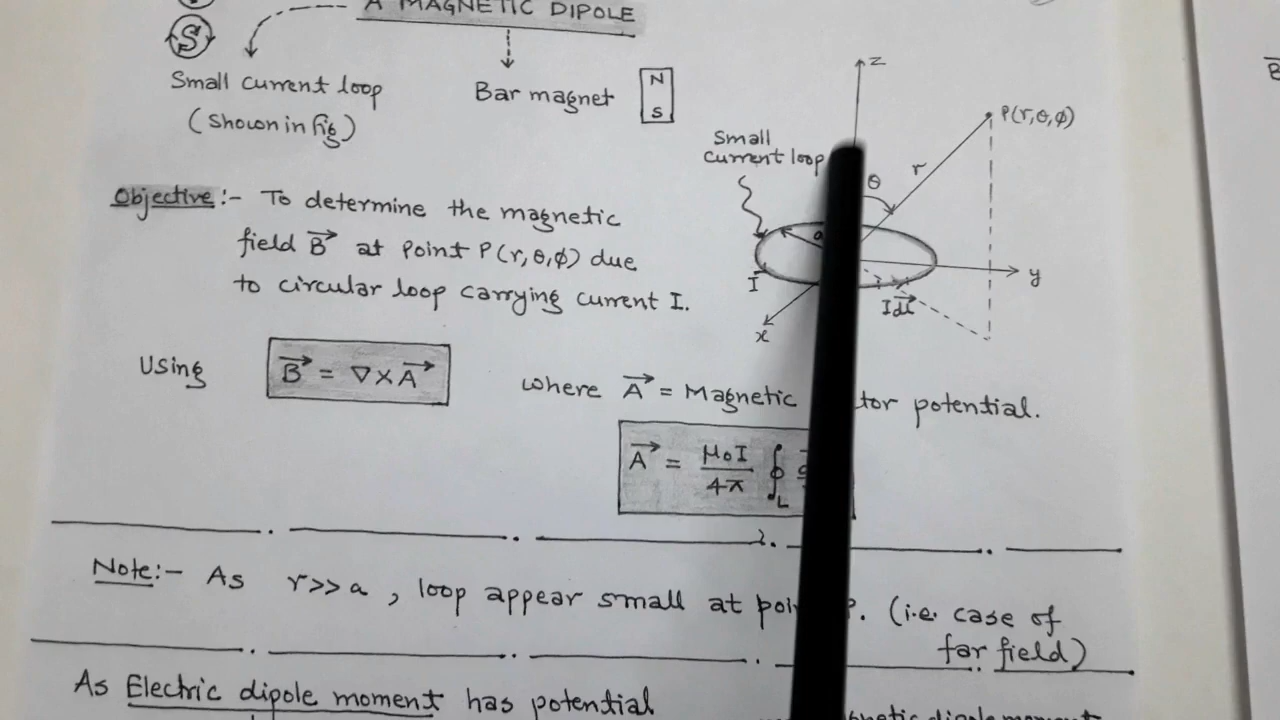 A MAGNETIC DIPOLE
S
Small current loop
(Shown in fig)
Bar magnet
N
S
z
P(r,θ,φ)
Small
current loop
θ
r
I
y
Idl
x
Objective :- To determine the magnetic
field B⃗ at point P(r,θ,φ) due
to circular loop carrying current I.
Using B⃗ = ∇×A⃗ where A⃗ = Magnetic potential.
A⃗ = μ₀I/4π ∮L
Note:- As r>>a , loop appear small at (i.e. case of
far field)
As Electric dipole moment has potential